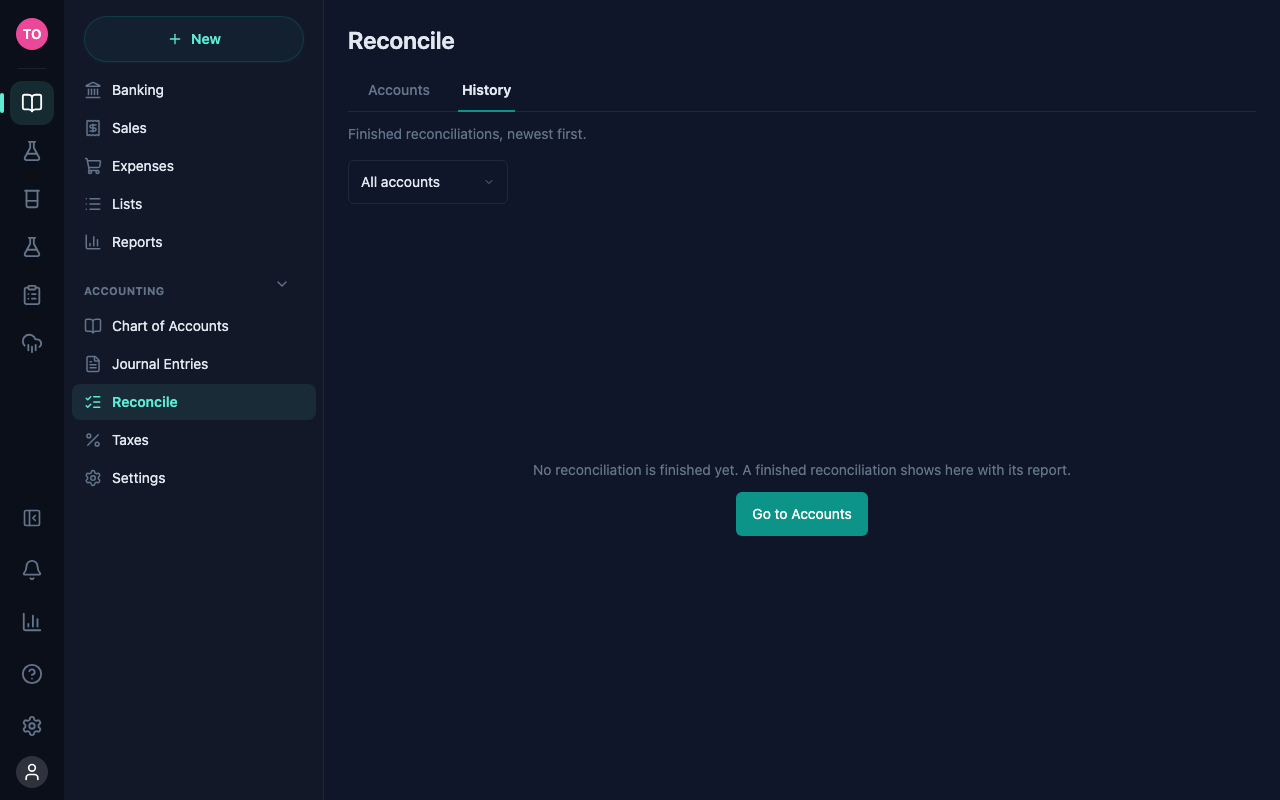 TO
New
Banking
Sales
Expenses
Lists
Reports
ACCOUNTING
Chart of Accounts
Journal Entries
Reconcile
Taxes
Settings
Reconcile
Accounts
History
Finished reconciliations, newest first.
All accounts
No reconciliation is finished yet. A finished reconciliation shows here with its report.
Go to Accounts